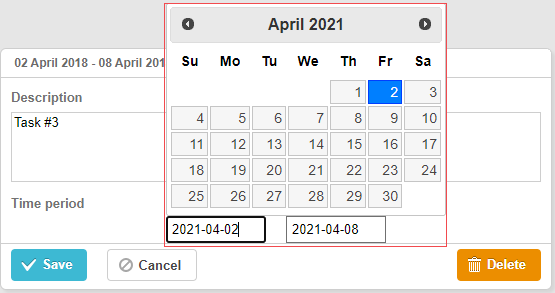 April 2021
Su Mo Tu We Th Fr Sa
1 2 3
4 5 6 7 8 9 10
11 12 13 14 15 16 17
18 19 20 21 22 23 24
25 26 27 28 29 30
02 April 2018 - 08 April 201
Description
Task #3
Time period
2021-04-02 2021-04-08
Save Cancel Delete